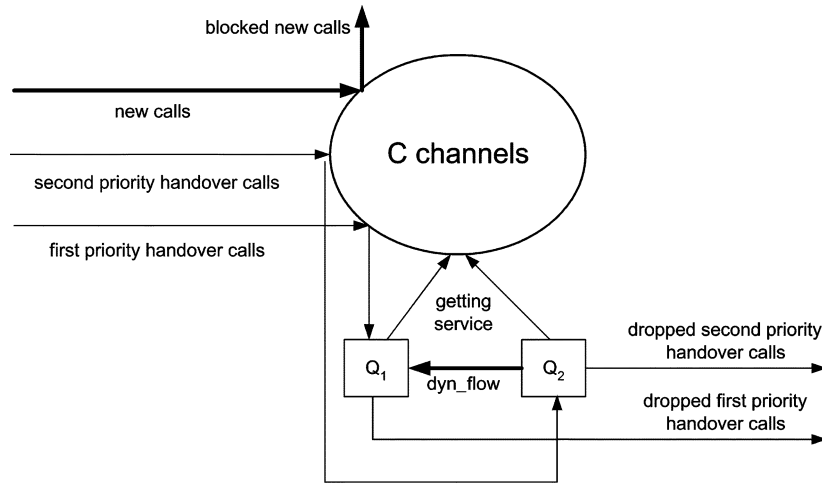 blocked new calls
new calls
C channels
second priority handover calls
first priority handover calls
getting
service
Q1
dyn_flow
Q2
dropped second priority
handover calls
dropped first priority
handover calls